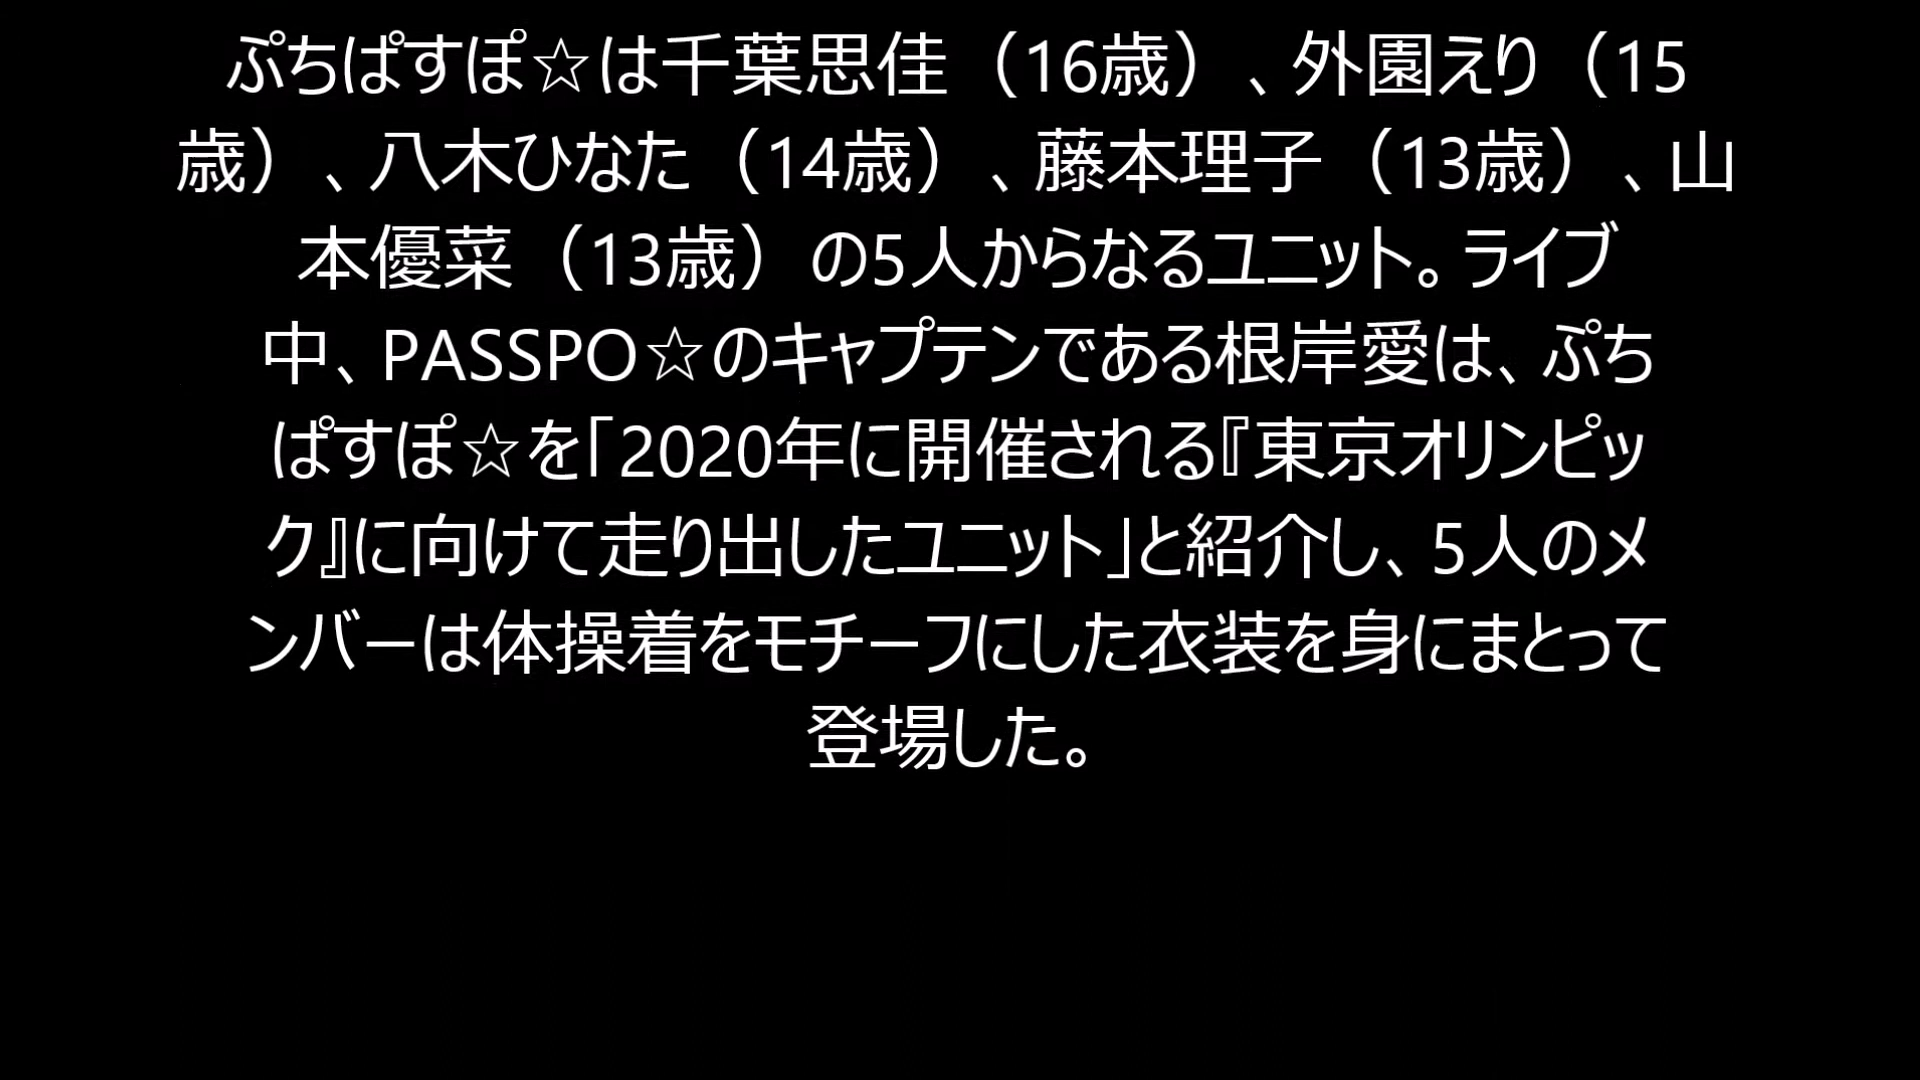 ぷちぱすぽ☆は千葉思佳（16歳）、外園えり（15
歳）、八木ひなた（14歳）、藤本理子（13歳）、山
本優菜（13歳）の5人からなるユニット。ライブ
中、PASSPO☆のキャプテンである根岸愛は、ぷち
ぱすぽ☆を「2020年に開催される『東京オリンピッ
ク』に向けて走り出したユニット」と紹介し、5人のメ
ンバーは体操着をモチーフにした衣装を身にまとって
登場した。